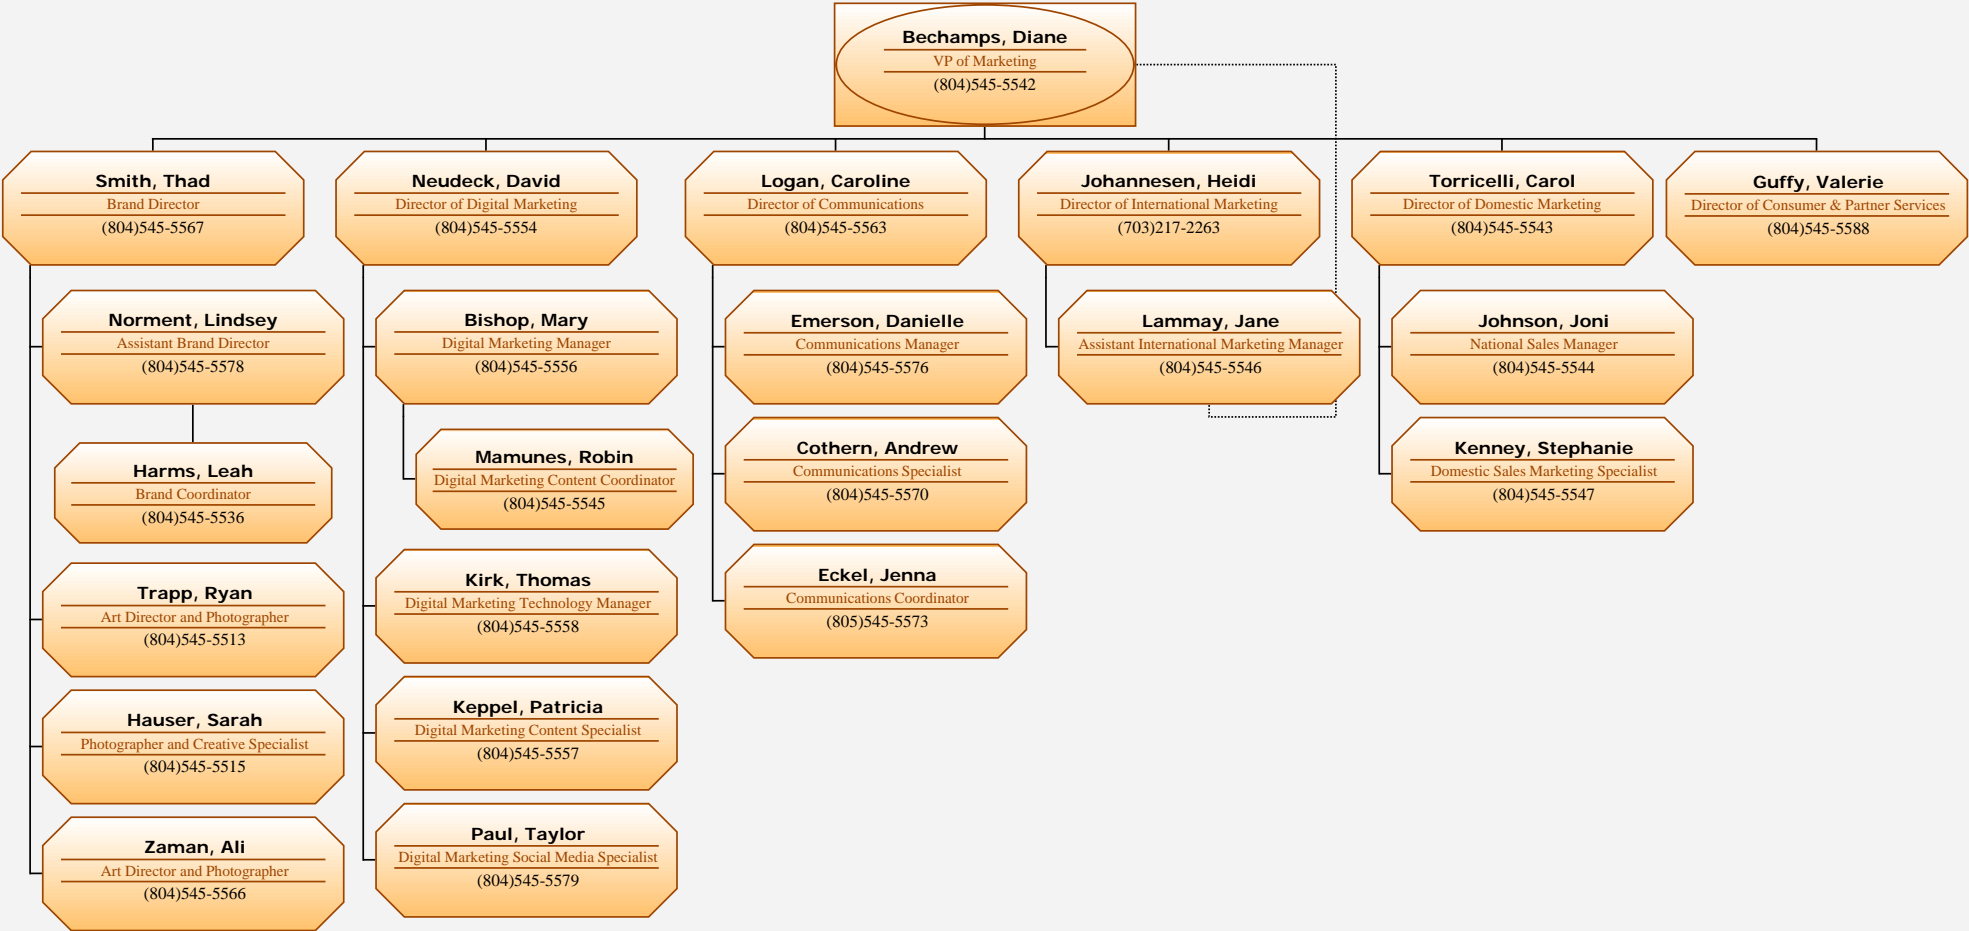 Bechamps, Diane
VP of Marketing
(804)545-5542
Smith, Thad
Brand Director
(804)545-5567
Neudeck, David
Director of Digital Marketing
(804)545-5554
Logan, Caroline
Director of Communications
(804)545-5563
Johannesen, Heidi
Director of International Marketing
(703)217-2263
Torricelli, Carol
Director of Domestic Marketing
(804)545-5543
Guffy, Valerie
Director of Consumer & Partner Services
(804)545-5588
Norment, Lindsey
Assistant Brand Director
(804)545-5578
Harms, Leah
Brand Coordinator
(804)545-5536
Trapp, Ryan
Art Director and Photographer
(804)545-5513
Hauser, Sarah
Photographer and Creative Specialist
(804)545-5515
Zaman, Ali
Art Director and Photographer
(804)545-5566
Bishop, Mary
Digital Marketing Manager
(804)545-5556
Mamunes, Robin
Digital Marketing Content Coordinator
(804)545-5545
Kirk, Thomas
Digital Marketing Technology Manager
(804)545-5558
Keppel, Patricia
Digital Marketing Content Specialist
(804)545-5557
Paul, Taylor
Digital Marketing Social Media Specialist
(804)545-5579
Emerson, Danielle
Communications Manager
(804)545-5576
Cothern, Andrew
Communications Specialist
(804)545-5570
Eckel, Jenna
Communications Coordinator
(805)545-5573
Lammay, Jane
Assistant International Marketing Manager
(804)545-5546
Johnson, Joni
National Sales Manager
(804)545-5544
Kenney, Stephanie
Domestic Sales Marketing Specialist
(804)545-5547